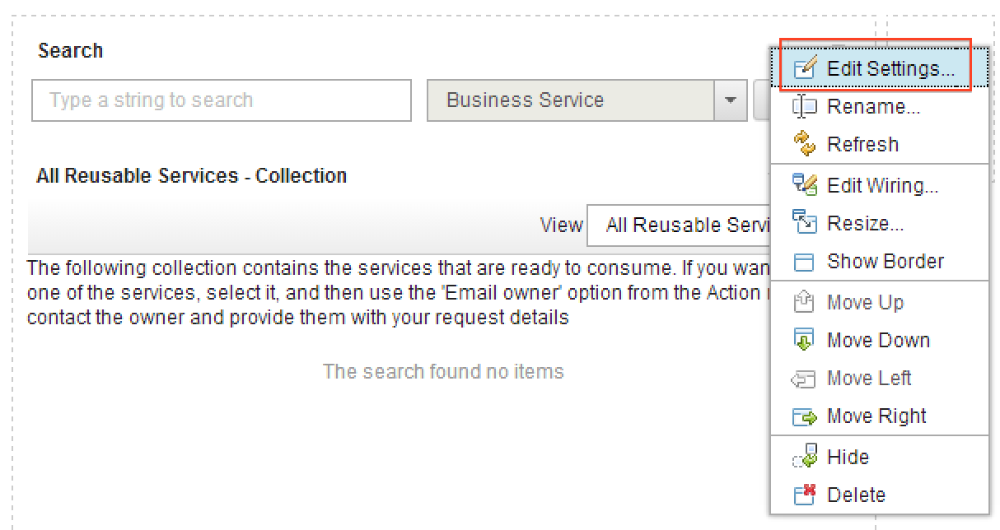 Search
Type a string to search
Business Service
All Reusable Services - Collection
View
All Reusable Servi
The following collection contains the services that are ready to consume. If you wan
one of the services, select it, and then use the 'Email owner' option from the Action
contact the owner and provide them with your request details
The search found no items
Edit Settings...
Rename...
Refresh
Edit Wiring...
Resize...
Show Border
Move Up
Move Down
Move Left
Move Right
Hide
Delete